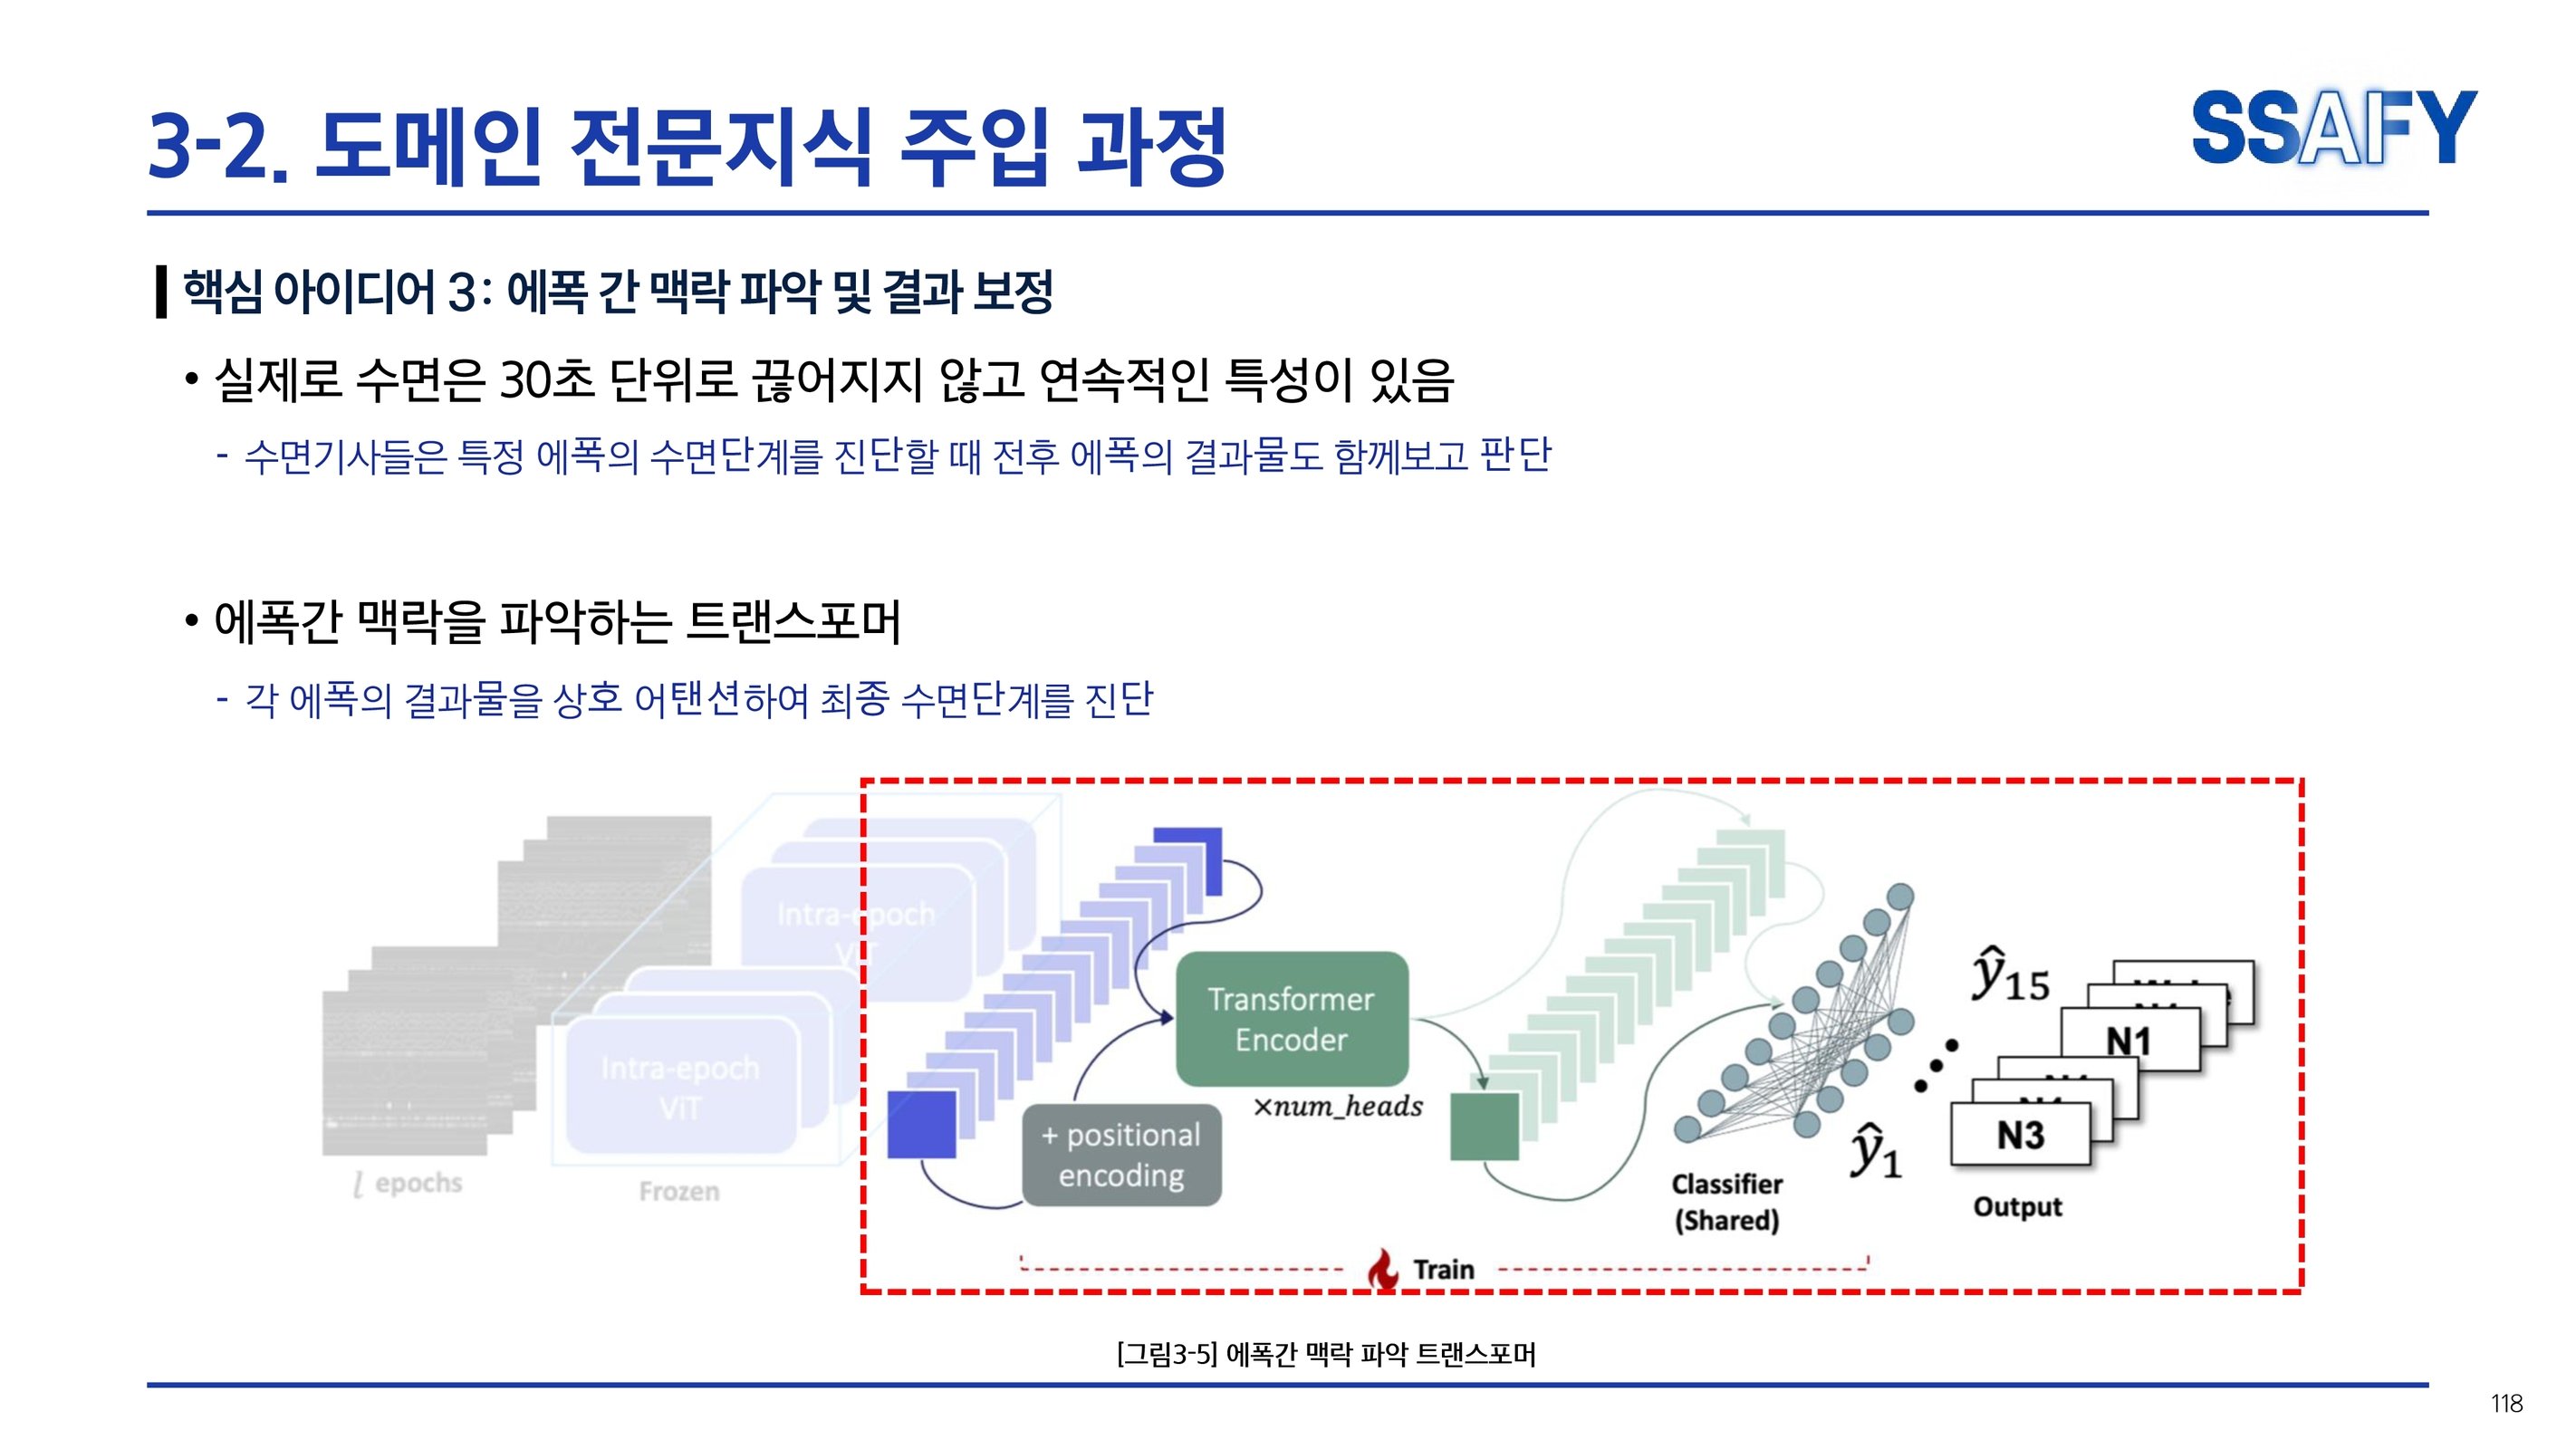 3-2. 도메인 전문지식 주입 과정
SSAFY
핵심 아이디어 3: 에폭 간 맥락 파악 및 결과 보정
• 실제로 수면은 30초 단위로 끊어지지 않고 연속적인 특성이 있음
- 수면기사들은 특정 에폭의 수면단계를 진단할 때 전후 에폭의 결과물도 함께보고 판단
• 에폭간 맥락을 파악하는 트랜스포머
- 각 에폭의 결과물을 상호 어탠션하여 최종 수면단계를 진단
Intra-epoch
ViT
Intra-epoch
ViT
l epochs
Frozen
+ positional
encoding
Transformer
Encoder
×num_heads
Classifier
(Shared)
ŷ15
ŷ1
N1
N3
Output
Train
[그림3-5] 에폭간 맥락 파악 트랜스포머
118